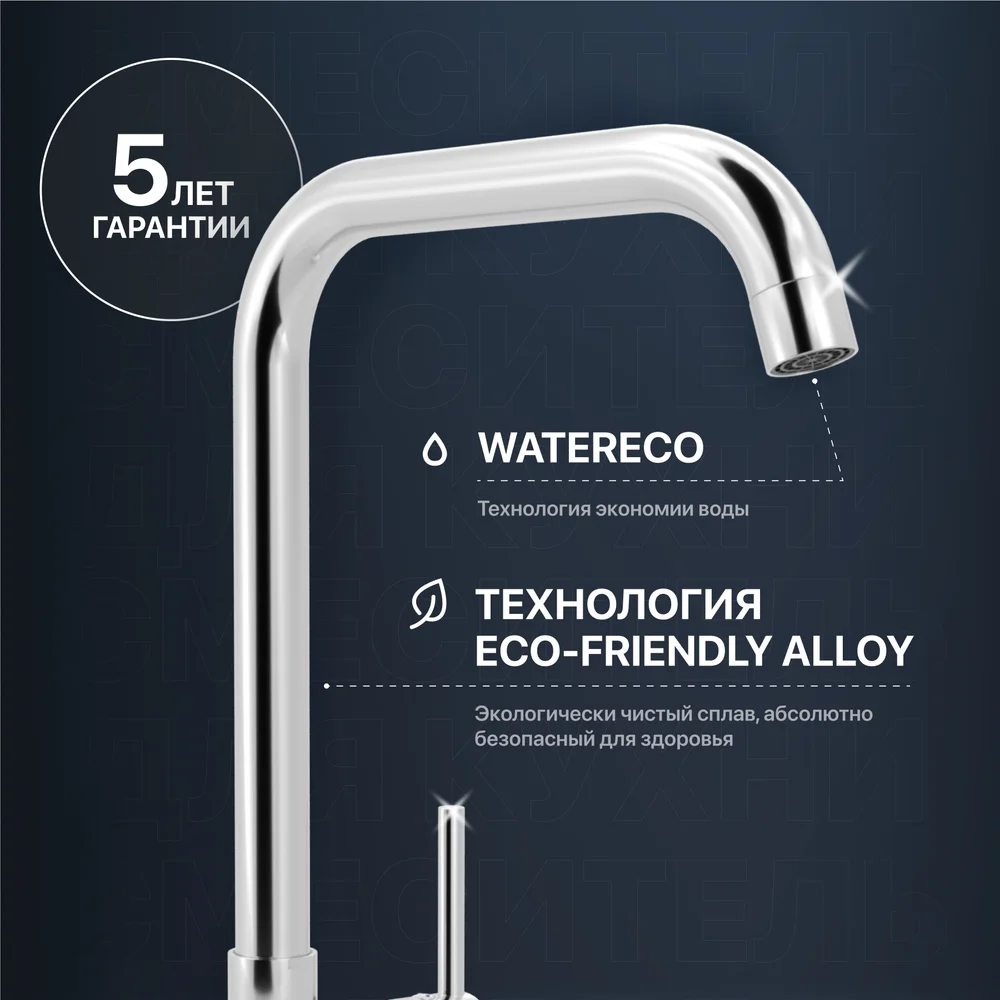 5 ЛЕТ
ГАРАНТИИ
WATERECO
Технология экономии воды
ТЕХНОЛОГИЯ
ECO-FRIENDLY ALLOY
Экологически чистый сплав, абсолютно
безопасный для здоровья